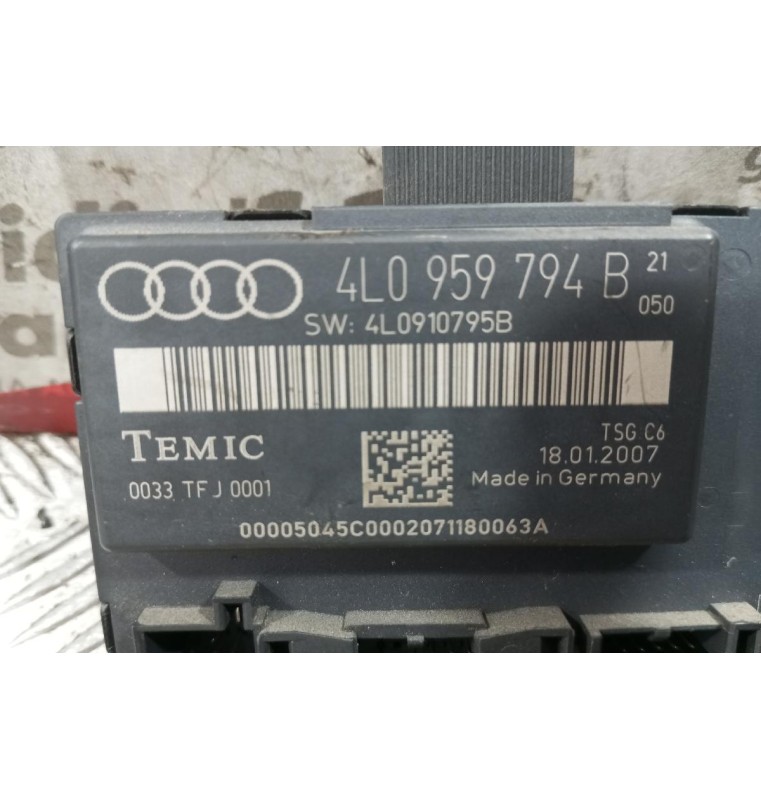 4L0 959 794 B 21
050
SW: 4L0910795B
TEMIC
TSG C6
18.01.2007
0033 TFJ 0001
Made in Germany
00005045C0002071180063A